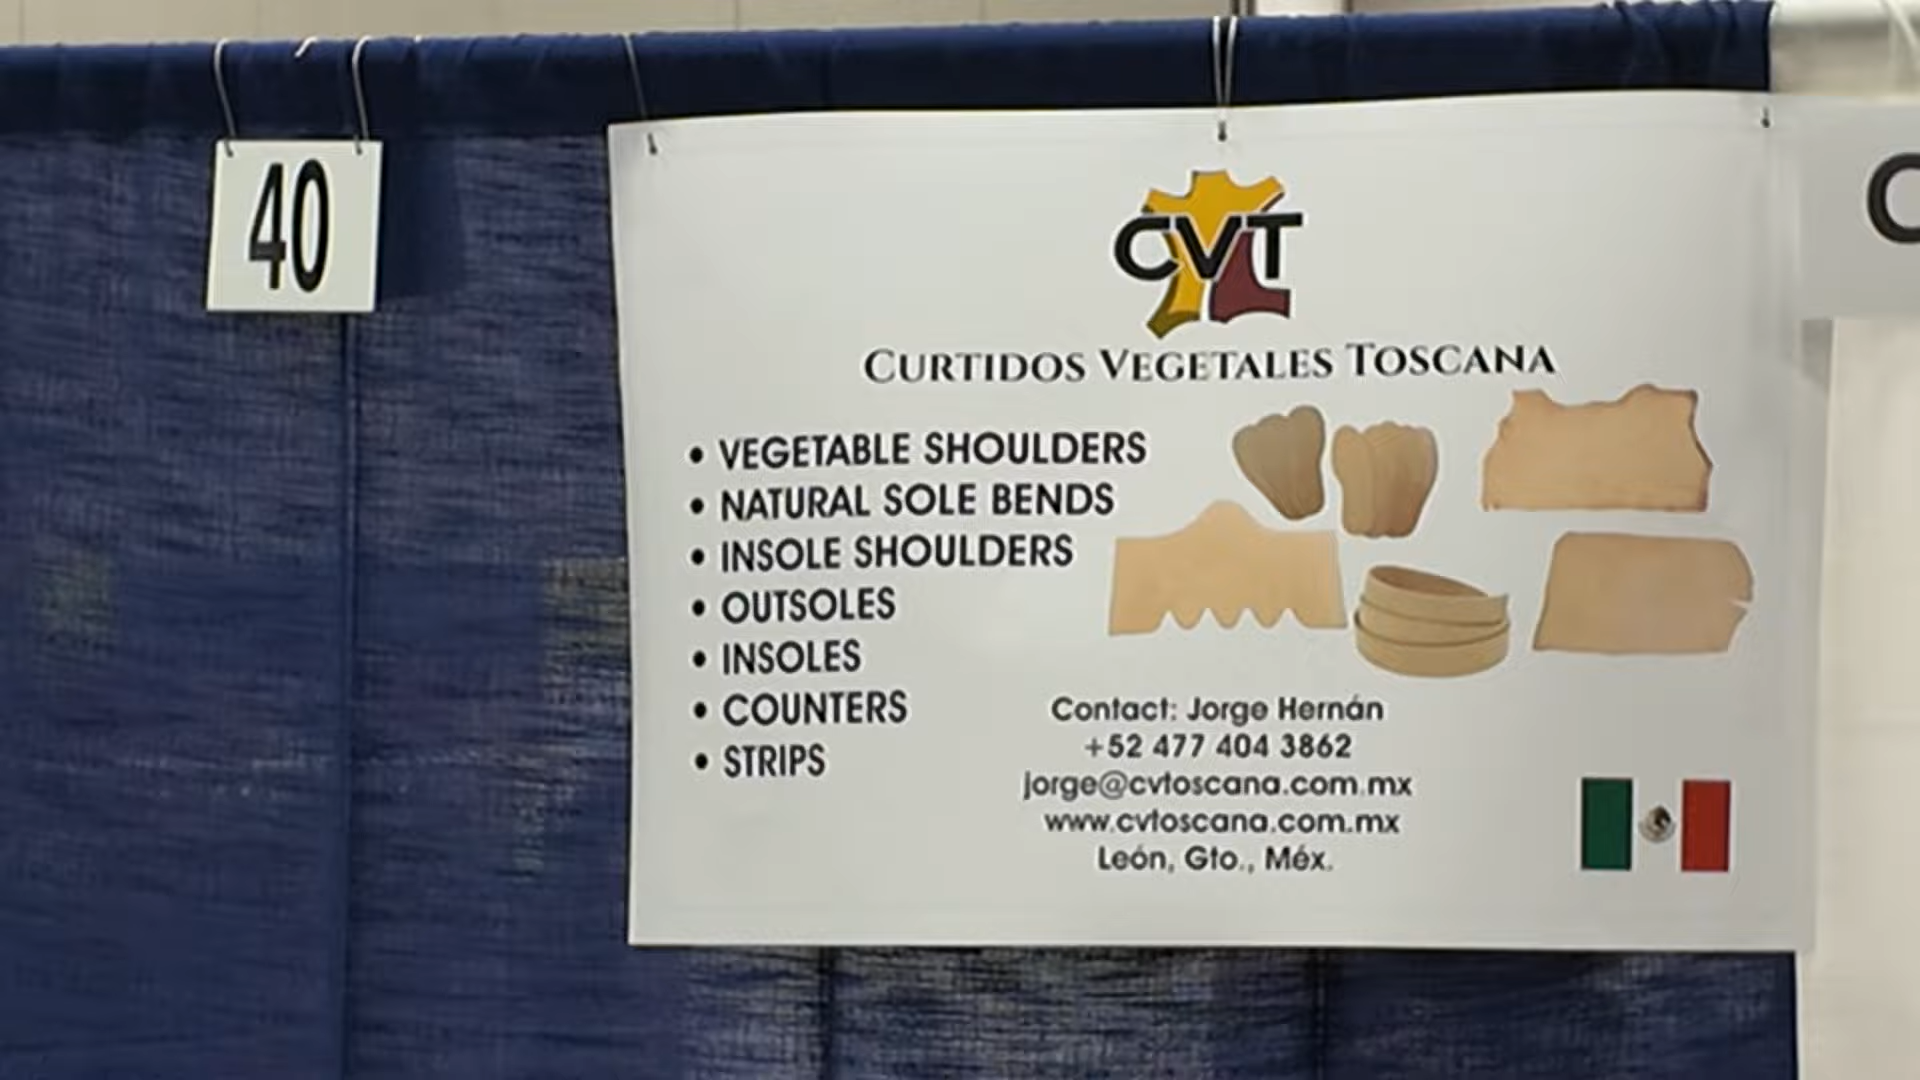 40
CVT
CURTIDOS VEGETALES TOSCANA
• VEGETABLE SHOULDERS
• NATURAL SOLE BENDS
• INSOLE SHOULDERS
• OUTSOLES
• INSOLES
• COUNTERS
• STRIPS
Contact: Jorge Hernán
+52 477 404 3862
jorge@cvtoscana.com.mx
www.cvtoscana.com.mx
León, Gto., Méx.